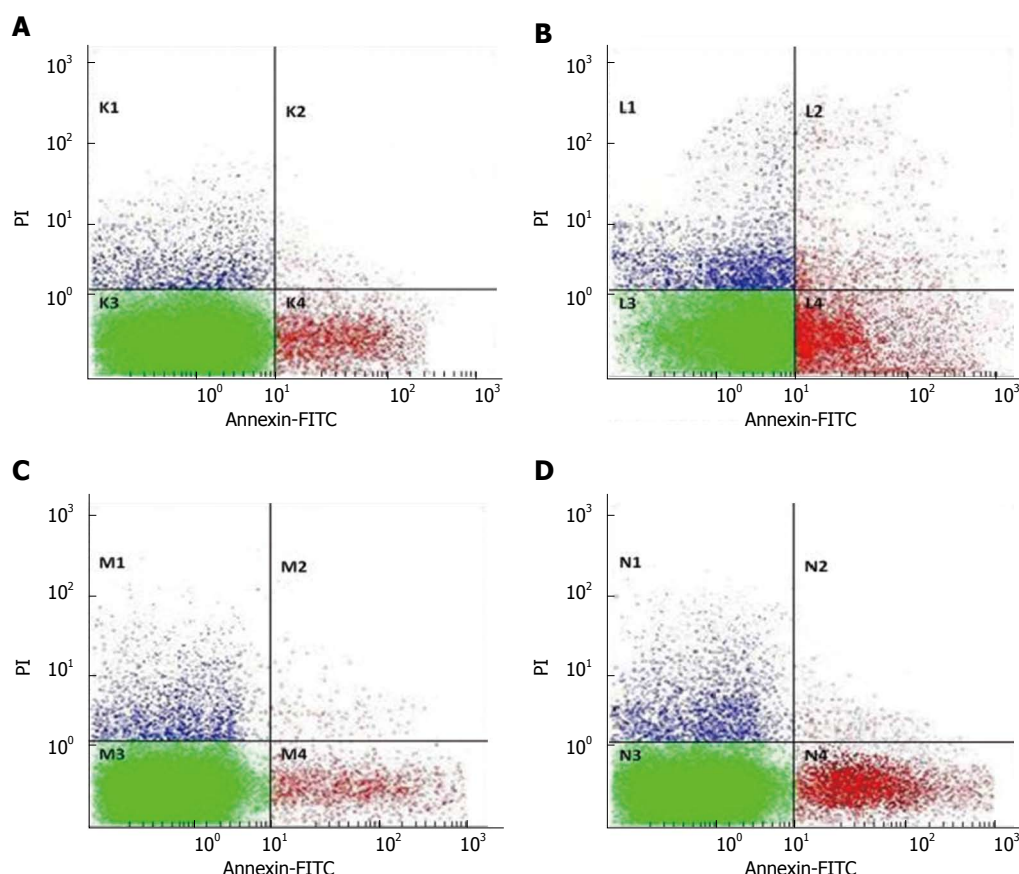 A
PI
10³
10²
10¹
10⁰
K1
K2
K3
K4
10⁰
10¹
10²
10³
Annexin-FITC
B
PI
10³
10²
10¹
10⁰
L1
L2
L3
L4
10⁰
10¹
10²
10³
Annexin-FITC
C
PI
10³
10²
10¹
10⁰
M1
M2
M3
M4
10⁰
10¹
10²
10³
Annexin-FITC
D
PI
10³
10²
10¹
10⁰
N1
N2
N3
N4
10⁰
10¹
10²
10³
Annexin-FITC